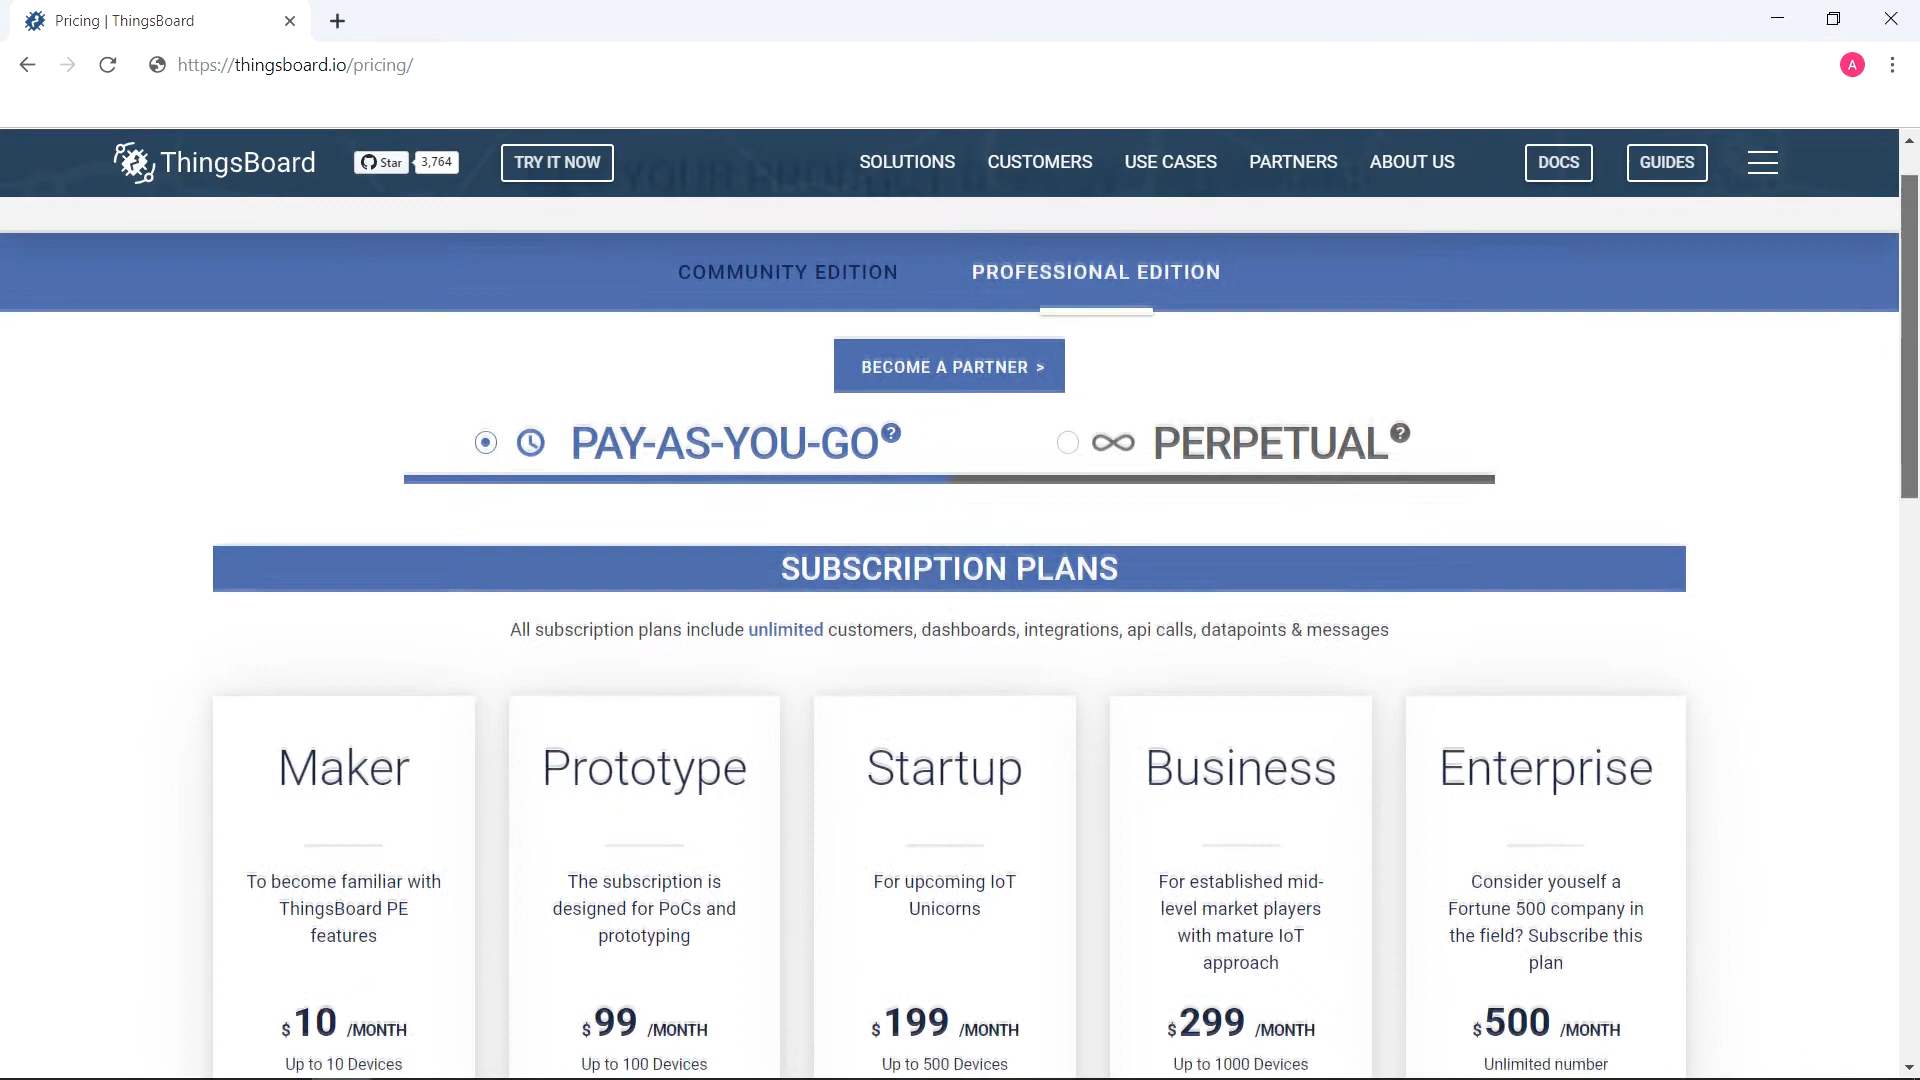 Pricing | ThingsBoard
https://thingsboard.io/pricing/
A
ThingsBoard
Star 3,764
TRY IT NOW
SOLUTIONS CUSTOMERS USE CASES PARTNERS ABOUT US
DOCS GUIDES
COMMUNITY EDITION PROFESSIONAL EDITION
BECOME A PARTNER >
PAY-AS-YOU-GO? PERPETUAL?
SUBSCRIPTION PLANS
All subscription plans include unlimited customers, dashboards, integrations, api calls, datapoints & messages
Maker
To become familiar with
ThingsBoard PE
features
$10 /MONTH
Up to 10 Devices
Prototype
The subscription is
designed for PoCs and
prototyping
$99 /MONTH
Up to 100 Devices
Startup
For upcoming IoT
Unicorns
$199 /MONTH
Up to 500 Devices
Business
For established mid-
level market players
with mature IoT
approach
$299 /MONTH
Up to 1000 Devices
Enterprise
Consider youself a
Fortune 500 company in
the field? Subscribe this
plan
$500 /MONTH
Unlimited number